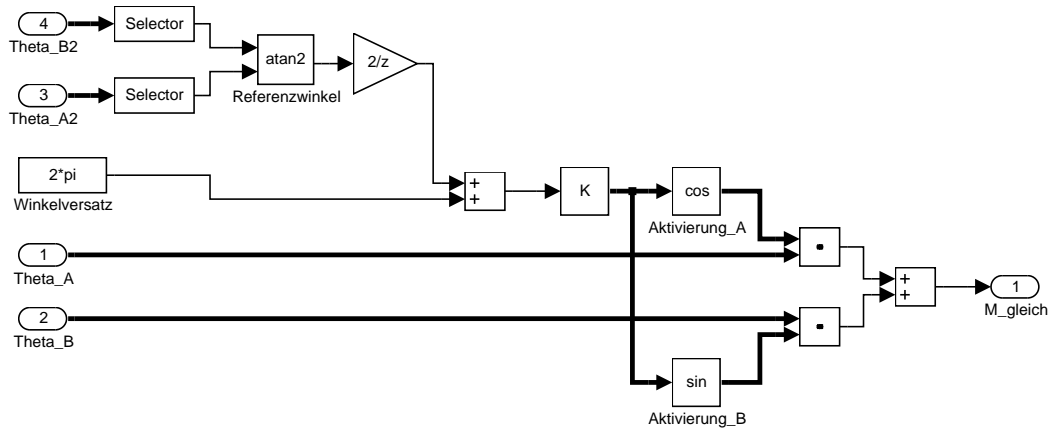 4
Theta_B2
Selector
3
Theta_A2
Selector
atan2
Referenzwinkel
2/z
2*pi
Winkelversatz
+
+
K
cos
Aktivierung_A
1
Theta_A
2
Theta_B
sin
Aktivierung_B
+
+
1
M_gleich